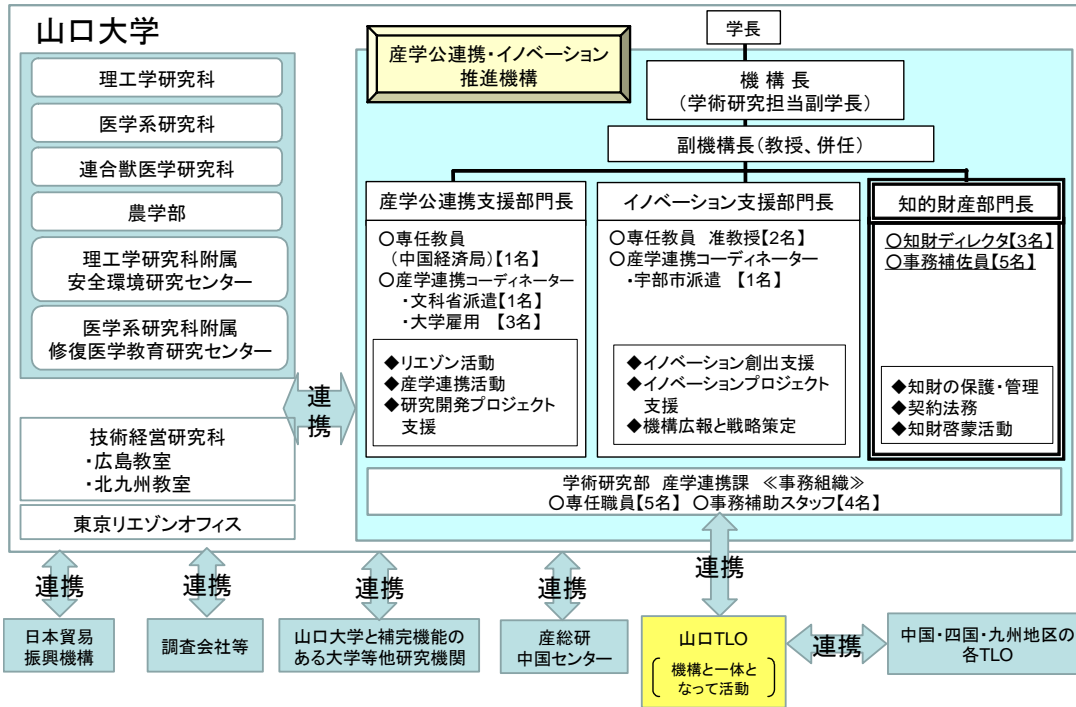 山口大学
理工学研究科
医学系研究科
連合獣医学研究科
農学部
理工学研究科附属
安全環境研究センター
医学系研究科附属
修復医学教育研究センター
技術経営研究科
・広島教室
・北九州教室
東京リエゾンオフィス
連
携
産学公連携・イノベーション
推進機構
学長
機 構 長
(学術研究担当副学長)
副機構長(教授、併任)
産学公連携支援部門長
○専任教員
(中国経済局)【1名】
○産学連携コーディネーター
・文科省派遣【1名】
・大学雇用 【3名】
◆リエゾン活動
◆産学連携活動
◆研究開発プロジェクト
支援
イノベーション支援部門長
○専任教員 准教授【2名】
○産学連携コーディネーター
・宇部市派遣 【1名】
◆イノベーション創出支援
◆イノベーションプロジェクト
支援
◆機構広報と戦略策定
知的財産部門長
○知財ディレクタ【3名】
○事務補佐員【5名】
◆知財の保護・管理
◆契約法務
◆知財啓蒙活動
学術研究部 産学連携課 ≪事務組織≫
○専任職員【5名】 ○事務補助スタッフ【4名】
連携
連携
連携
連携
連携
日本貿易
振興機構
調査会社等
山口大学と補完機能の
ある大学等他研究機関
産総研
中国センター
山口TLO
機構と一体と
なって活動
連携
中国・四国・九州地区の
各TLO